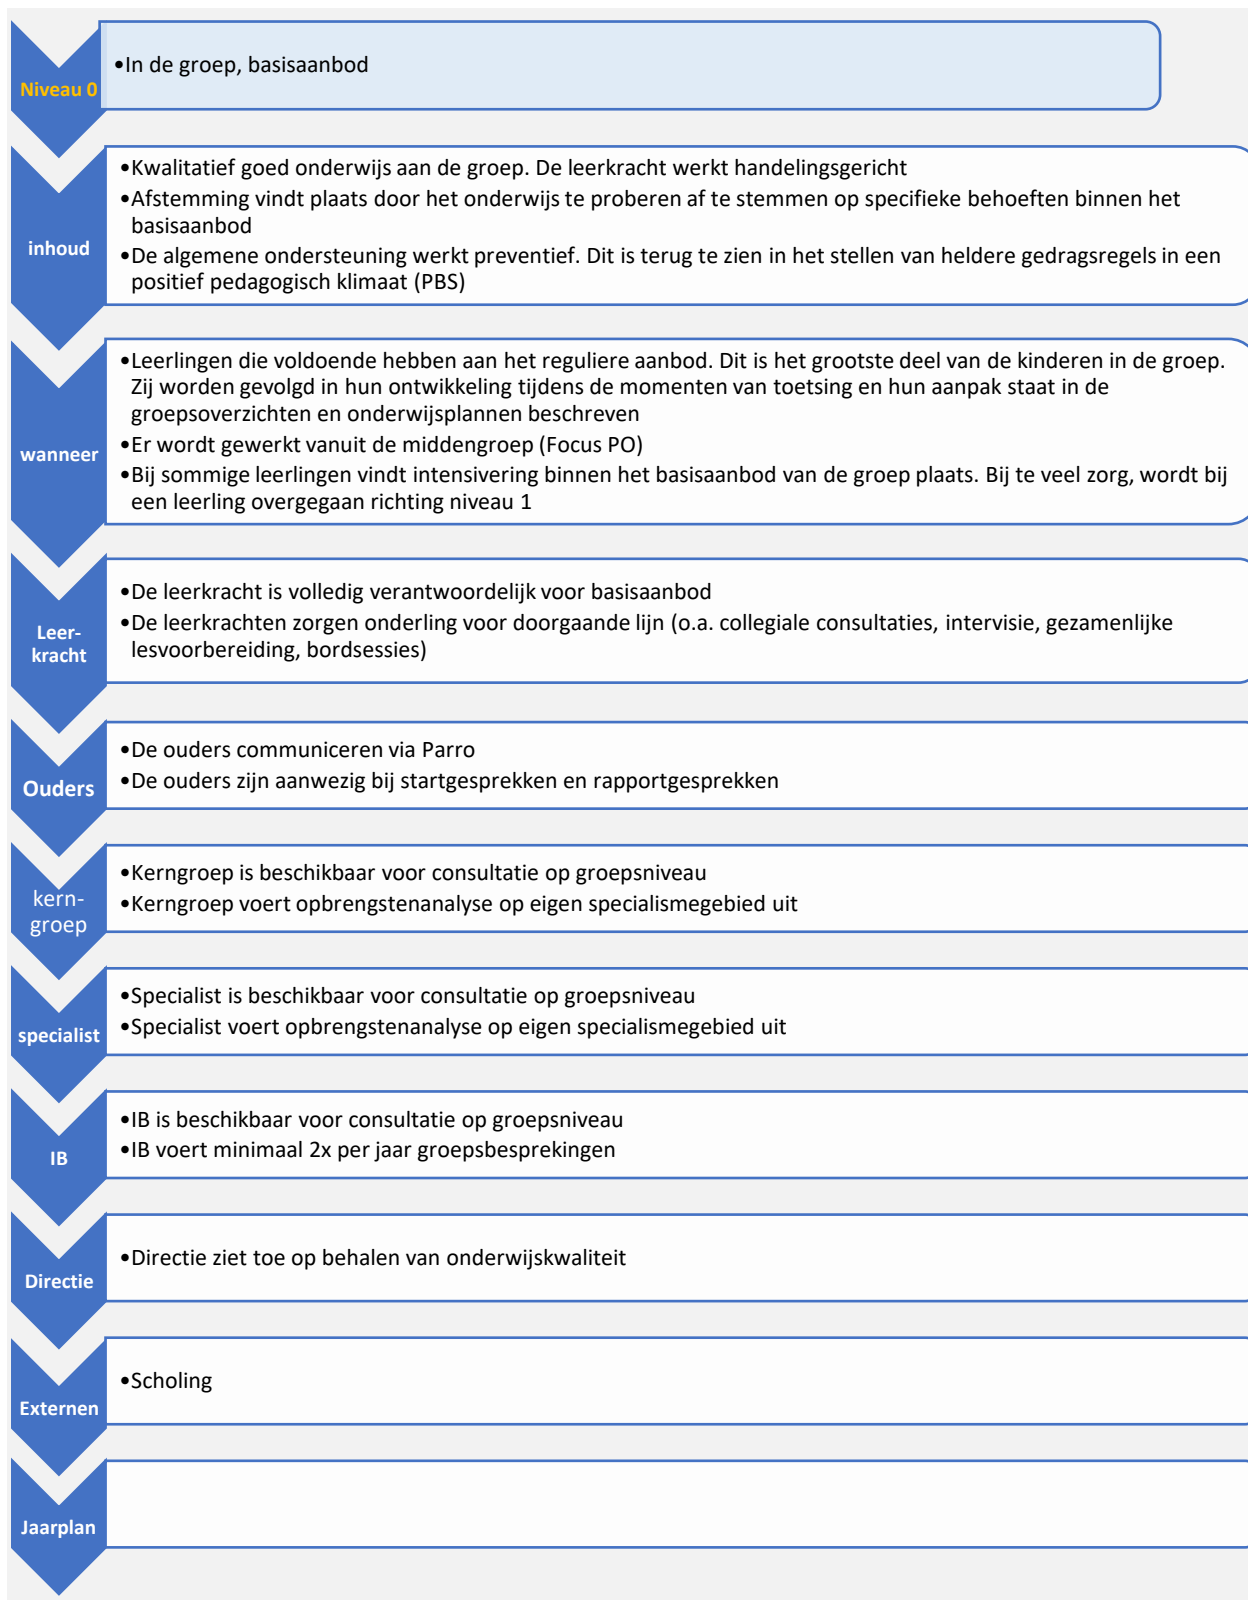 Niveau 0
•In de groep, basisaanbod
inhoud
•Kwalitatief goed onderwijs aan de groep. De leerkracht werkt handelingsgericht
•Afstemming vindt plaats door het onderwijs te proberen af te stemmen op specifieke behoeften binnen het
basisaanbod
•De algemene ondersteuning werkt preventief. Dit is terug te zien in het stellen van heldere gedragsregels in een
positief pedagogisch klimaat (PBS)
wanneer
•Leerlingen die voldoende hebben aan het reguliere aanbod. Dit is het grootste deel van de kinderen in de groep.
Zij worden gevolgd in hun ontwikkeling tijdens de momenten van toetsing en hun aanpak staat in de
groepsoverzichten en onderwijsplannen beschreven
•Er wordt gewerkt vanuit de middengroep (Focus PO)
•Bij sommige leerlingen vindt intensivering binnen het basisaanbod van de groep plaats. Bij te veel zorg, wordt bij
een leerling overgegaan richting niveau 1
Leer-
kracht
•De leerkracht is volledig verantwoordelijk voor basisaanbod
•De leerkrachten zorgen onderling voor doorgaande lijn (o.a. collegiale consultaties, intervisie, gezamenlijke
lesvoorbereiding, bordsessies)
Ouders
•De ouders communiceren via Parro
•De ouders zijn aanwezig bij startgesprekken en rapportgesprekken
kern-
groep
•Kerngroep is beschikbaar voor consultatie op groepsniveau
•Kerngroep voert opbrengstenanalyse op eigen specialismegebied uit
specialist
•Specialist is beschikbaar voor consultatie op groepsniveau
•Specialist voert opbrengstenanalyse op eigen specialismegebied uit
IB
•IB is beschikbaar voor consultatie op groepsniveau
•IB voert minimaal 2x per jaar groepsbesprekingen
Directie
•Directie ziet toe op behalen van onderwijskwaliteit
Externen
•Scholing
Jaarplan